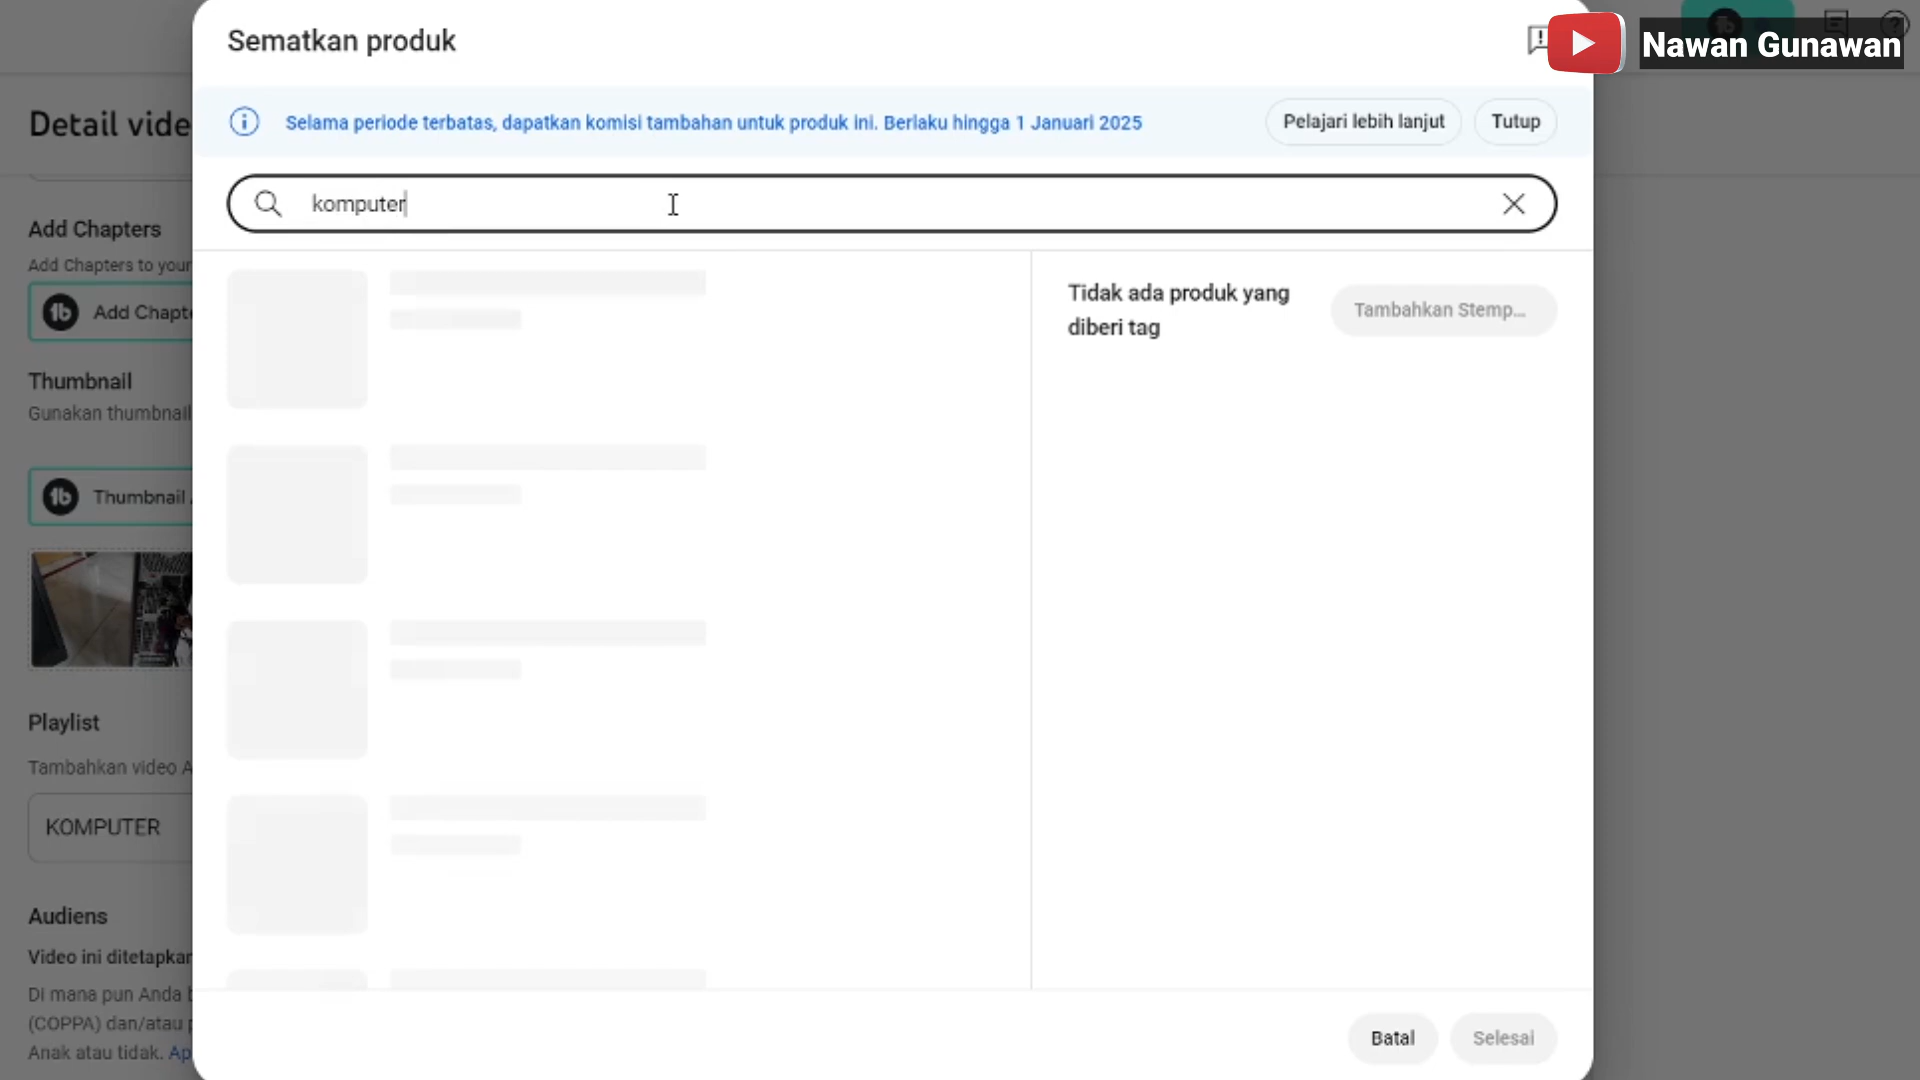 Sematkan produk
Nawan Gunawan
Selama periode terbatas, dapatkan komisi tambahan untuk produk ini. Berlaku hingga 1 Januari 2025
Pelajari lebih lanjut
Tutup
komputer
Tidak ada produk yang
diberi tag
Tambahkan Stemp...
Batal
Selesai
Detail vide
Add Chapters
Add Chapters to your
1b Add Chapt
Thumbnail
Gunakan thumbnail
1b Thumbnail
Playlist
Tambahkan video A
KOMPUTER
Audiens
Video ini ditetapkan
Di mana pun Anda b
(COPPA) dan/atau p
Anak atau tidak. Ap